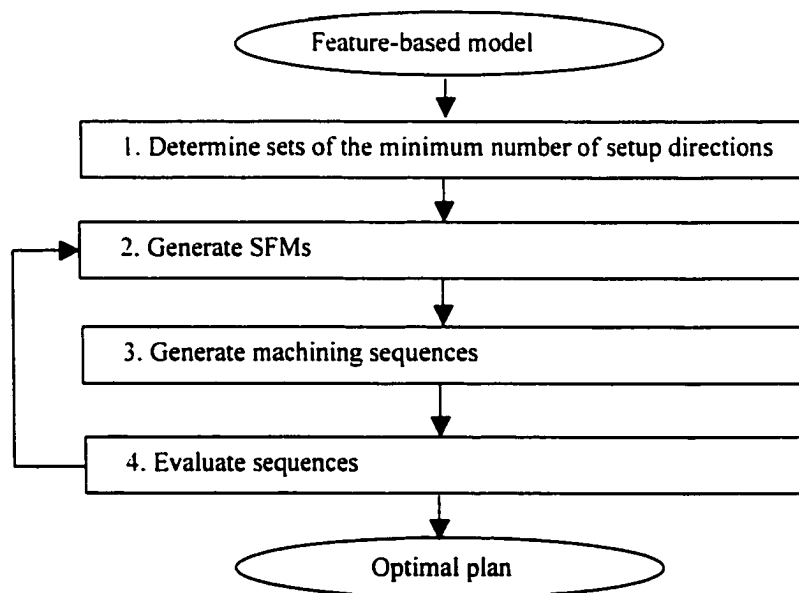 Feature-based model
1. Determine sets of the minimum number of setup directions
2. Generate SFMs
3. Generate machining sequences
4. Evaluate sequences
Optimal plan